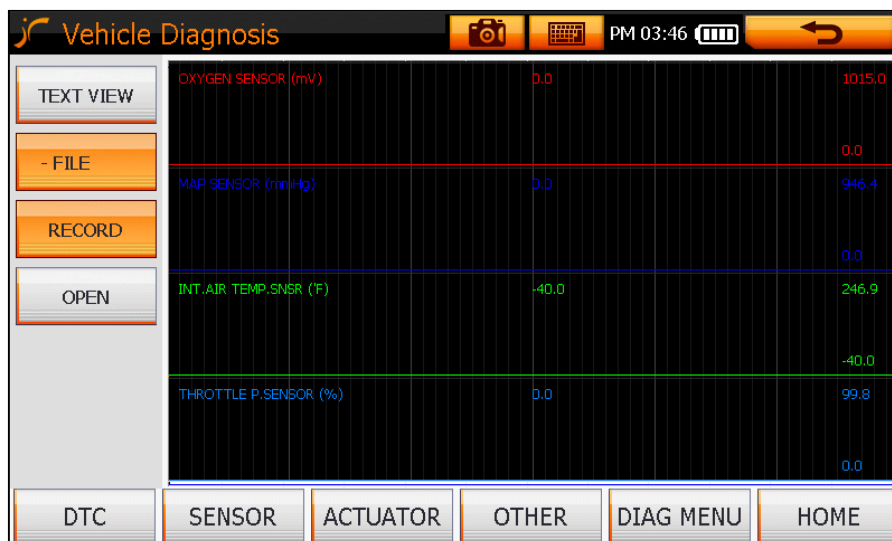 Vehicle Diagnosis
PM 03:46
TEXT VIEW
- FILE
RECORD
OPEN
OXYGEN SENSOR (mV) 0.0 1015.0
0.0
MAP SENSOR (mmHg) 0.0 946.4
0.0
INT.AIR TEMP.SNSR (°F) -40.0 246.9
-40.0
THROTTLE P.SENSOR (%) 0.0 99.8
0.0
DTC SENSOR ACTUATOR OTHER DIAG MENU HOME